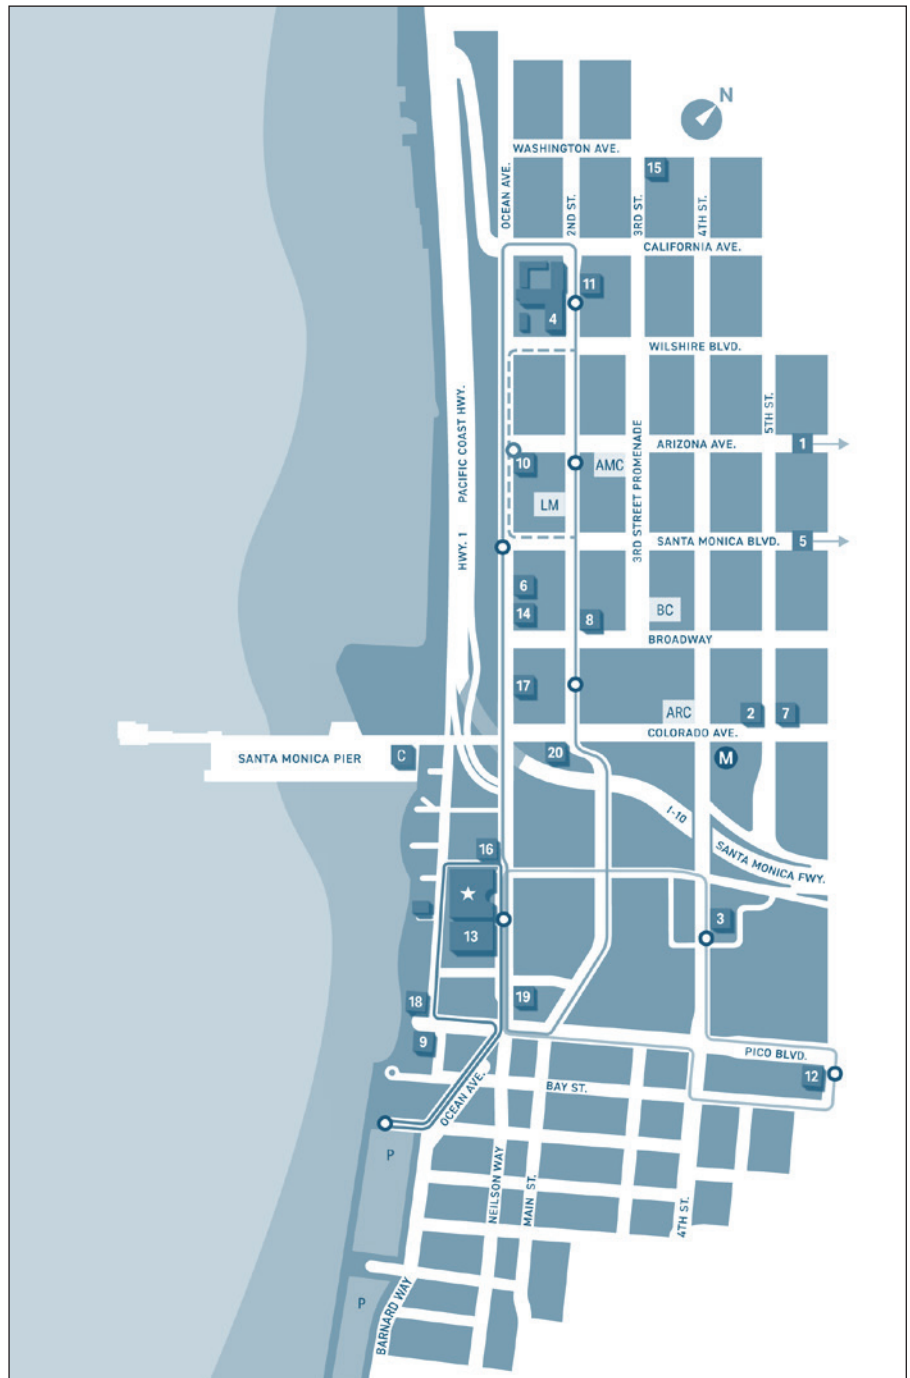 N
WASHINGTON AVE.
15
OCEAN AVE.
2ND ST.
3RD ST.
4TH ST.
CALIFORNIA AVE.
11
4
WILSHIRE BLVD.
HWY. 1 PACIFIC COAST HWY.
5TH ST.
3RD STREET PROMENADE
ARIZONA AVE.
1
10
AMC
LM
SANTA MONICA BLVD.
5
6
14
8
BC
BROADWAY
17
ARC
2
7
COLORADO AVE.
SANTA MONICA PIER
C
20
M
I-10
SANTA MONICA FWY.
16
3
13
18
19
9
PICO BLVD.
12
BAY ST.
OCEAN AVE.
P
NEILSON WAY
MAIN ST.
4TH ST.
P
BARNARD WAY